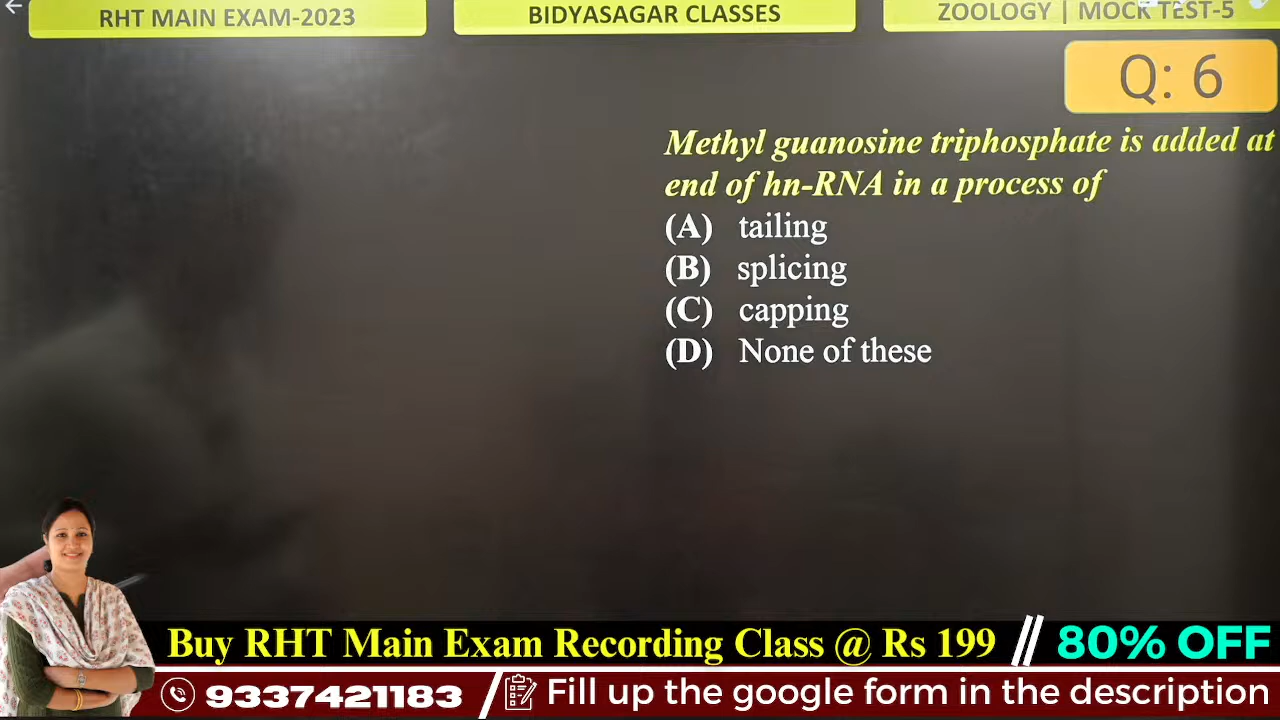 RHT MAIN EXAM-2023
BIDYASAGAR CLASSES
ZOOLOGY | MOCK TEST-5
Q: 6
Methyl guanosine triphosphate is added at
end of hn-RNA in a process of
(A) tailing
(B) splicing
(C) capping
(D) None of these
Buy RHT Main Exam Recording Class @ Rs 199 // 80% OFF
9337421183 / Fill up the google form in the description